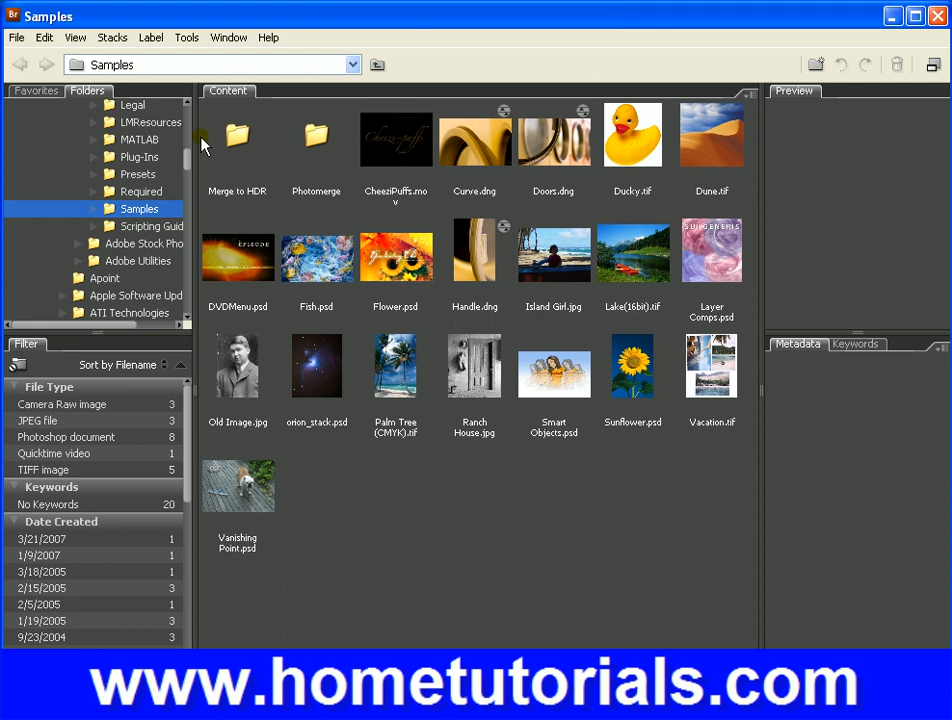 Br Samples
File Edit View Stacks Label Tools Window Help
Samples
Favorites Folders
Legal
LMResources
MATLAB
Plug-Ins
Presets
Required
Samples
Scripting Guid
Adobe Stock Pho
Adobe Utilities
Apoint
Apple Software Upd
ATI Technologies
Filter
Sort by Filename
File Type
Camera Raw image 3
JPEG file 3
Photoshop document 8
Quicktime video 1
TIFF image 5
Keywords
No Keywords 20
Date Created
3/21/2007 1
1/9/2007 1
3/18/2005 1
2/15/2005 3
2/5/2005 1
1/19/2005 3
9/23/2004 3
Content
Cheezi-puffs
Merge to HDR Photomerge CheeziPuffs.mo
v
Curve.dng Doors.dng Ducky.tif Dune.tif
EPISODE
SUI GENERIS
DVDMenu.psd Fish.psd Flower.psd Handle.dng Island Girl.jpg Lake(16bit).tif Layer
Comps.psd
Old Image.jpg orion_stack.psd Palm Tree
(CMYK).tif
Ranch
House.jpg
Smart
Objects.psd
Sunflower.psd Vacation.tif
Vanishing
Point.psd
Preview
Metadata Keywords
www.hometutorials.com